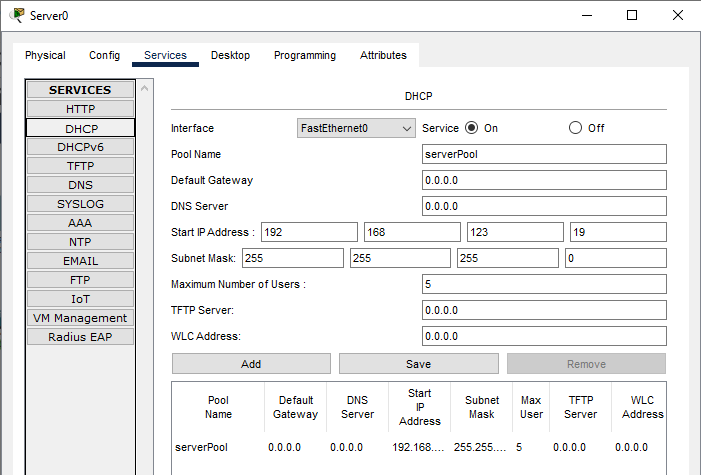 Server0
Physical Config Services Desktop Programming Attributes
SERVICES
HTTP
DHCP
DHCPv6
TFTP
DNS
SYSLOG
AAA
NTP
EMAIL
FTP
IoT
VM Management
Radius EAP
DHCP
Interface FastEthernet0 Service On Off
Pool Name serverPool
Default Gateway 0.0.0.0
DNS Server 0.0.0.0
Start IP Address : 192 168 123 19
Subnet Mask: 255 255 255 0
Maximum Number of Users : 5
TFTP Server: 0.0.0.0
WLC Address: 0.0.0.0
Add Save Remove
Pool Name Default Gateway DNS Server Start IP Address Subnet Mask Max User TFTP Server WLC Address
serverPool 0.0.0.0 0.0.0.0 192.168.... 255.255.... 5 0.0.0.0 0.0.0.0